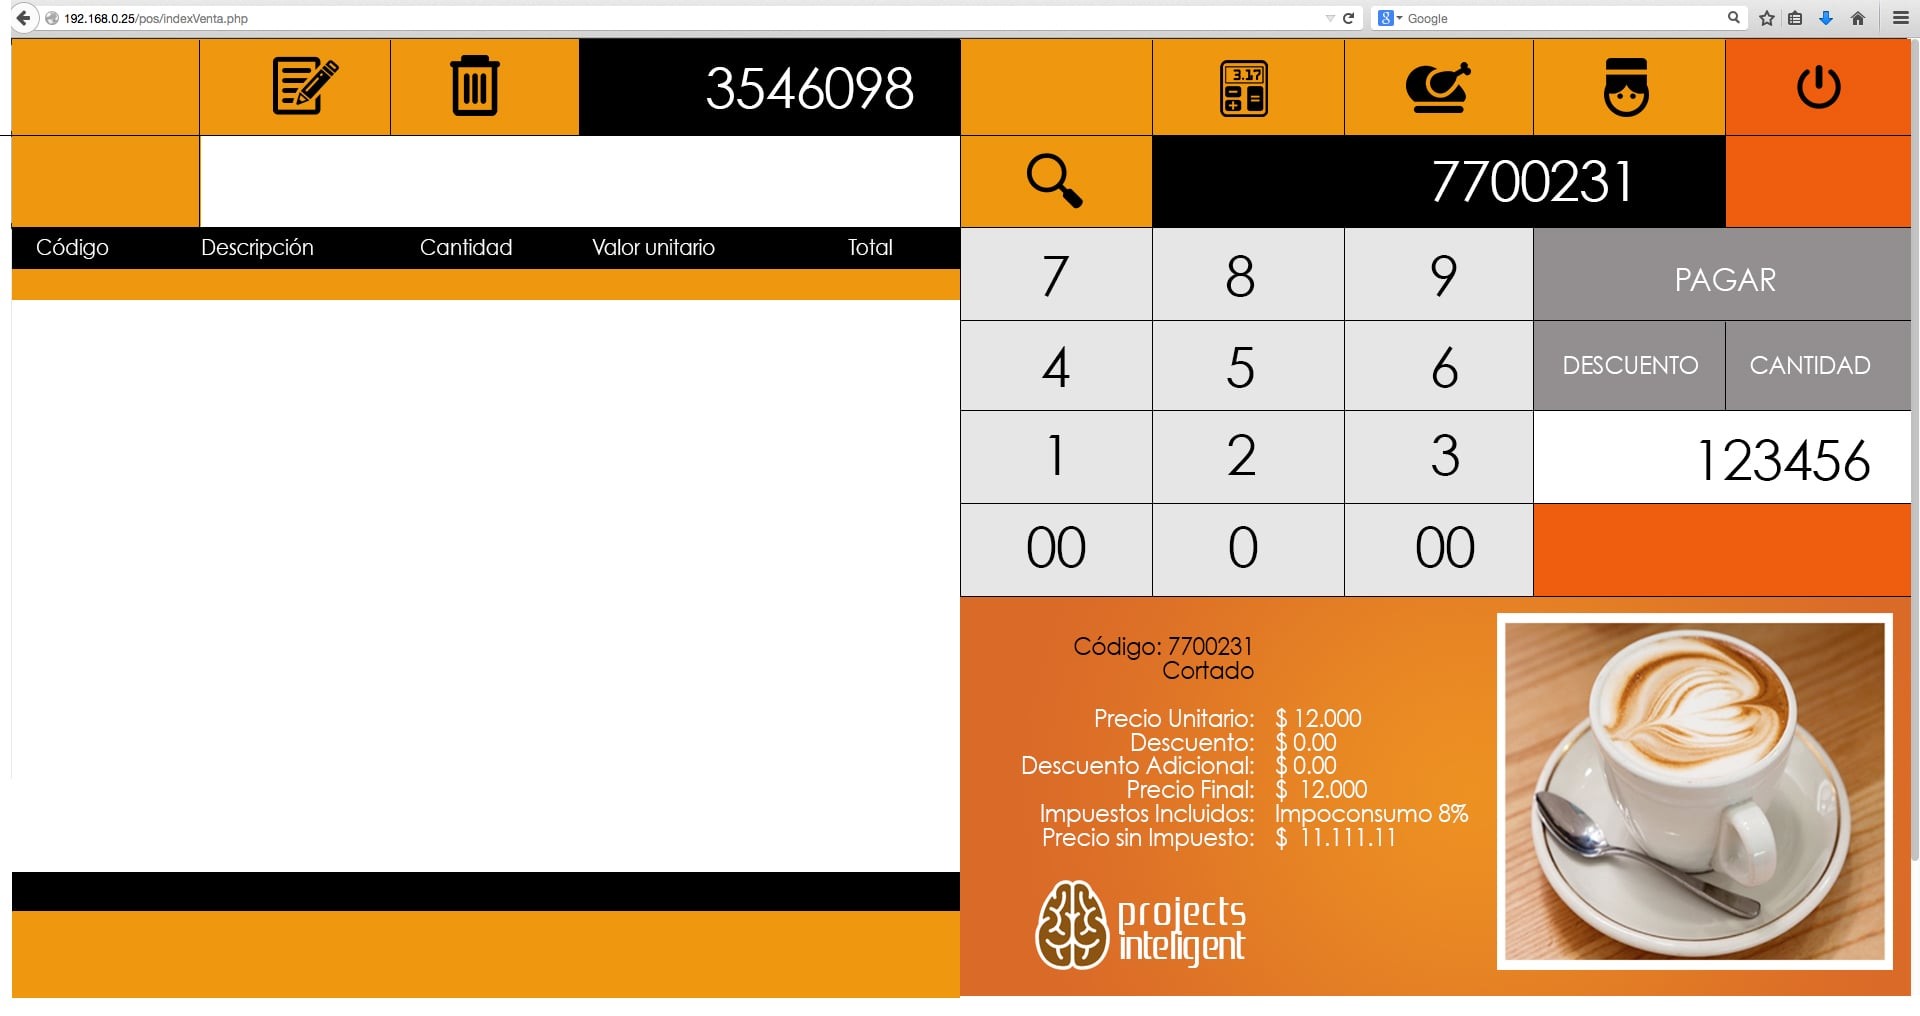 192.168.0.25/pos/indexVenta.php
Google
3546098
3.17
7700231
Código Descripción Cantidad Valor unitario Total
7 8 9 PAGAR
4 5 6 DESCUENTO CANTIDAD
1 2 3 123456
00 0 00
Código: 7700231
Cortado
Precio Unitario: $ 12.000
Descuento: $ 0.00
Descuento Adicional: $ 0.00
Precio Final: $ 12.000
Impuestos Incluidos: Impoconsumo 8%
Precio sin Impuesto: $ 11.111.11
projects
inteligent